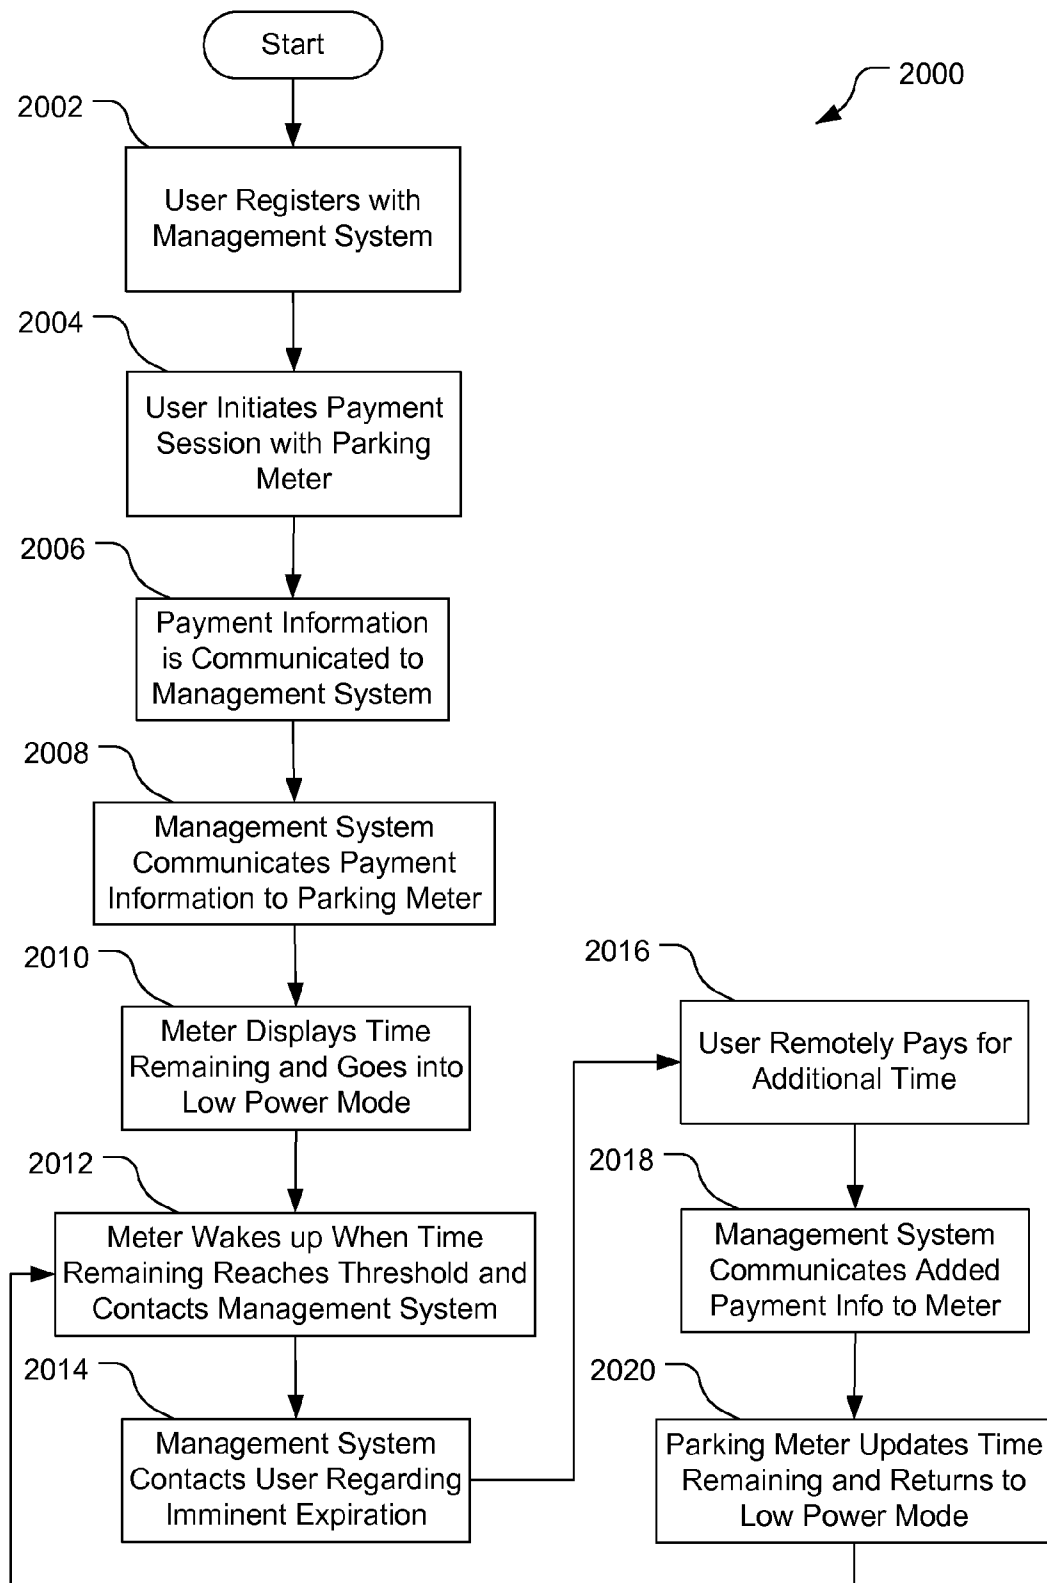 Start
2000
2002
User Registers with
Management System
2004
User Initiates Payment
Session with Parking
Meter
2006
Payment Information
is Communicated to
Management System
2008
Management System
Communicates Payment
Information to Parking Meter
2010
Meter Displays Time
Remaining and Goes into
Low Power Mode
2012
Meter Wakes up When Time
Remaining Reaches Threshold and
Contacts Management System
2014
Management System
Contacts User Regarding
Imminent Expiration
2016
User Remotely Pays for
Additional Time
2018
Management System
Communicates Added
Payment Info to Meter
2020
Parking Meter Updates Time
Remaining and Returns to
Low Power Mode